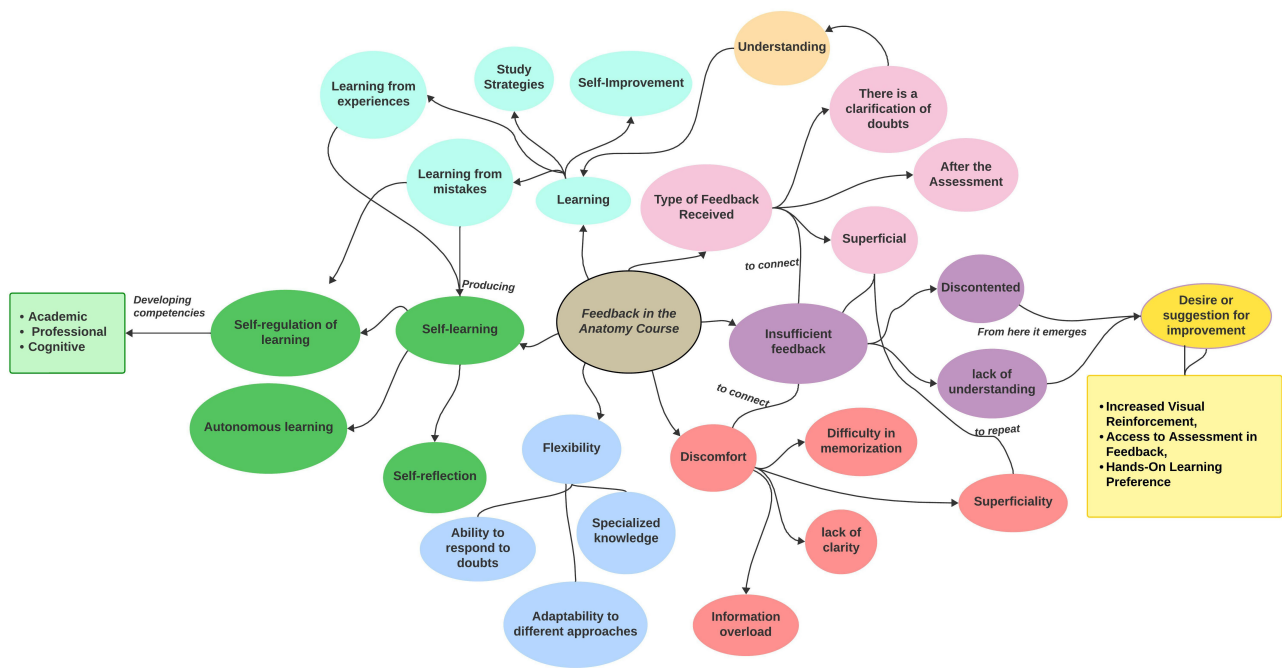 Understanding
Study
Strategies
Self-Improvement
Learning from
experiences
There is a
clarification of
doubts
After the
Assessment
Learning from
mistakes
Learning
Type of Feedback
Received
Superficial
to connect
Discontented
Producing
Developing
competencies
• Academic
• Professional
• Cognitive
Self-regulation of
learning
Self-learning
Feedback in the
Anatomy Course
Insufficient
feedback
From here it emerges
Desire or
suggestion for
improvement
lack of
understanding
to connect
Autonomous learning
Self-reflection
Flexibility
Discomfort
Difficulty in
memorization
to repeat
• Increased Visual
Reinforcement,
• Access to Assessment in
Feedback,
• Hands-On Learning
Preference
Superficiality
Ability to
respond to
doubts
Specialized
knowledge
lack of
clarity
Adaptability to
different approaches
Information
overload